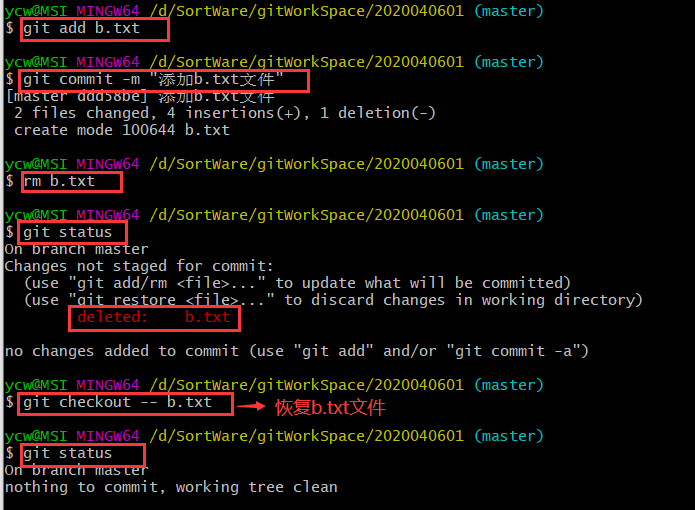 ycw@MSI MINGW64 /d/SortWare/gitWorkSpace/2020040601 (master)
$ git add b.txt
ycw@MSI MINGW64 /d/SortWare/gitWorkSpace/2020040601 (master)
$ git commit -m "添加b.txt文件"
[master ddd58be] 添加b.txt文件
2 files changed, 4 insertions(+), 1 deletion(-)
create mode 100644 b.txt
ycw@MSI MINGW64 /d/SortWare/gitWorkSpace/2020040601 (master)
$ rm b.txt
ycw@MSI MINGW64 /d/SortWare/gitWorkSpace/2020040601 (master)
$ git status
On branch master
Changes not staged for commit:
(use "git add/rm <file>..." to update what will be committed)
(use "git restore <file>..." to discard changes in working directory)
deleted: b.txt
no changes added to commit (use "git add" and/or "git commit -a")
ycw@MSI MINGW64 /d/SortWare/gitWorkSpace/2020040601 (master)
$ git checkout -- b.txt 恢复b.txt文件
ycw@MSI MINGW64 /d/SortWare/gitWorkSpace/2020040601 (master)
$ git status
On branch master
nothing to commit, working tree clean